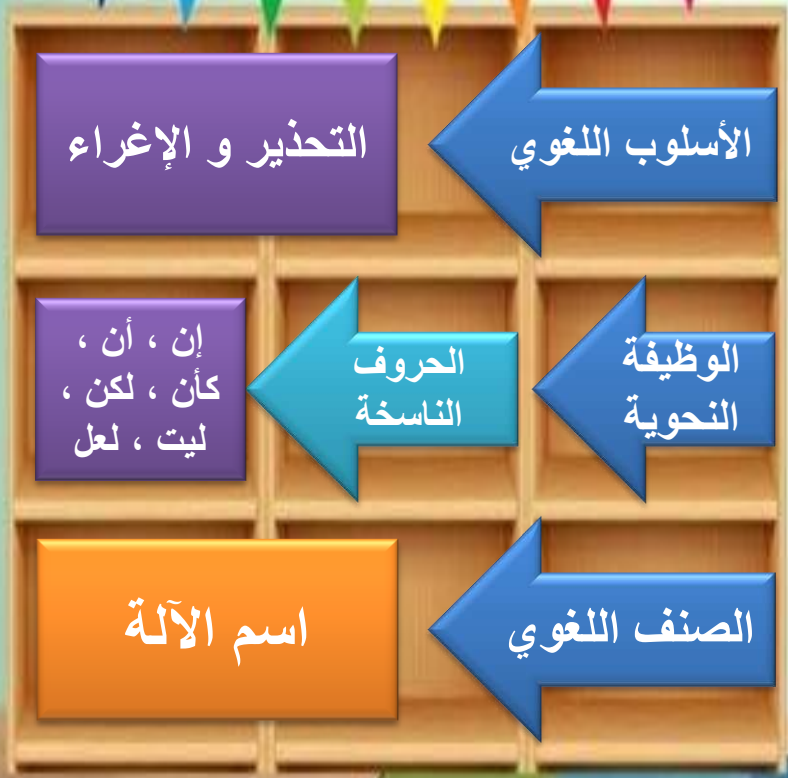 الأسلوب اللغوي
التحذير و الإغراء
الوظيفة
النحوية
الحروف
الناسخة
إن ، أن ،
كأن ، لكن ،
ليت ، لعل
الصنف اللغوي
اسم الآلة